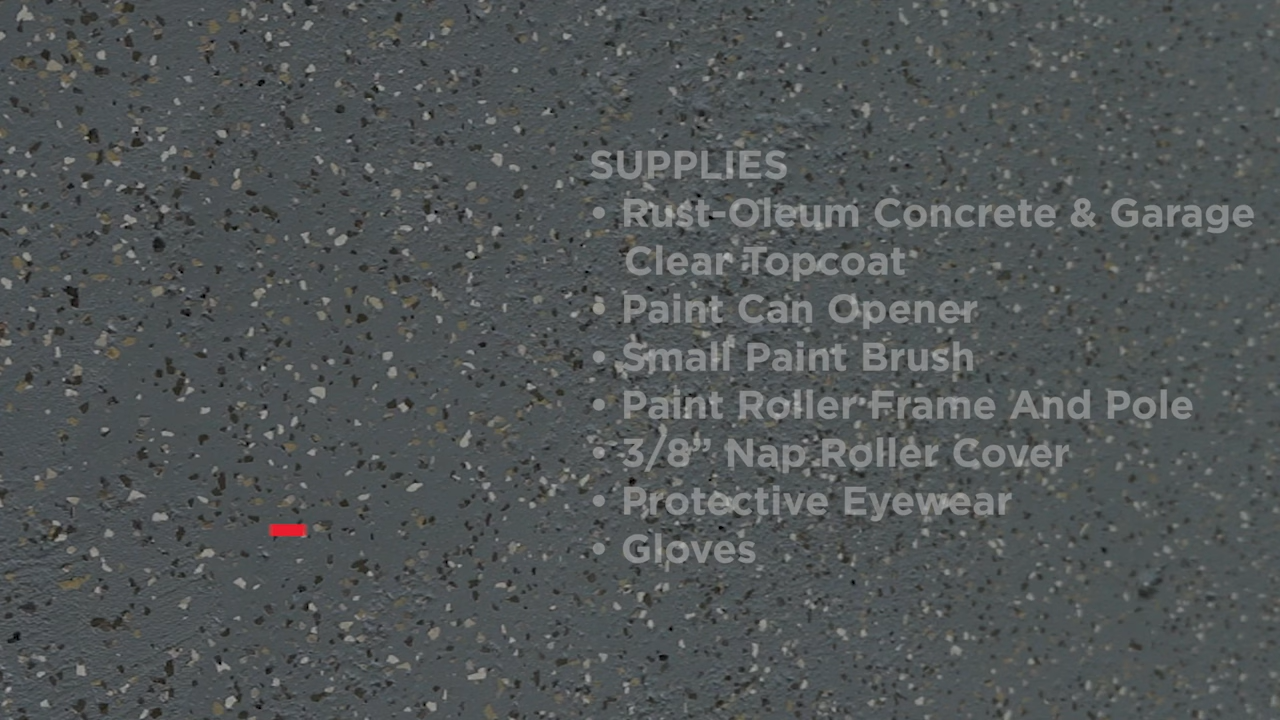 SUPPLIES
• Rust-Oleum Concrete & Garage
Clear Topcoat
• Paint Can Opener
• Small Paint Brush
• Paint Roller Frame And Pole
• 3/8” Nap Roller Cover
• Protective Eyewear
• Gloves